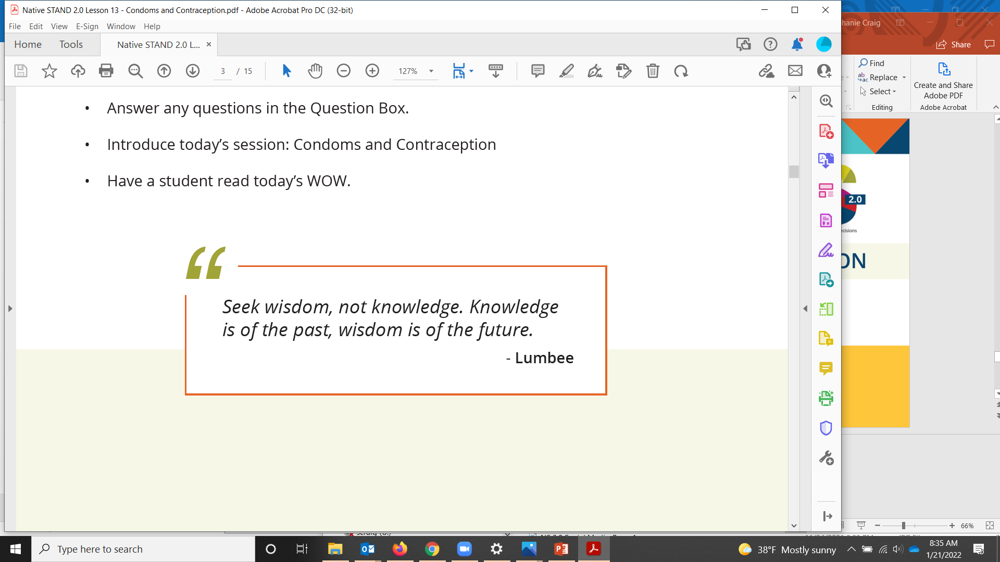 Native STAND 2.0 Lesson 13 - Condoms and Contraception.pdf - Adobe Acrobat Pro DC (32-bit)
File Edit View E-Sign Window Help
Home Tools Native STAND 2.0 L... ×
3 / 15 127%
• Answer any questions in the Question Box.
• Introduce today’s session: Condoms and Contraception
• Have a student read today’s WOW.
“
Seek wisdom, not knowledge. Knowledge
is of the past, wisdom is of the future.
- Lumbee
hanie Craig
Share
Find
Replace
Select
Editing
Create and Share
Adobe PDF
Adobe Acrobat
2.0
ecisions
ON
66%
Type here to search
38°F Mostly sunny
8:35 AM
1/21/2022